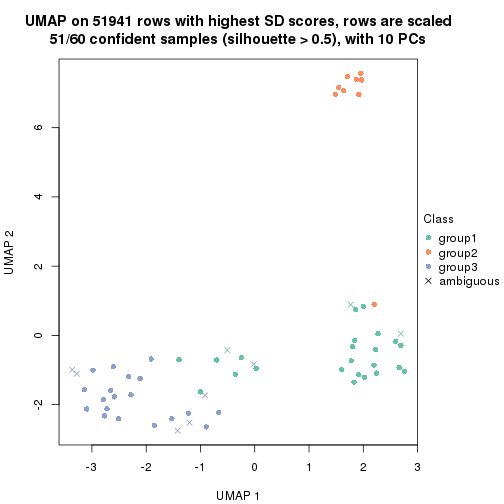 UMAP on 51941 rows with highest SD scores, rows are scaled
51/60 confident samples (silhouette > 0.5), with 10 PCs
6
4
2
0
-2
UMAP 2
-3
-2
-1
0
1
2
3
UMAP 1
Class
group1
group2
group3
ambiguous